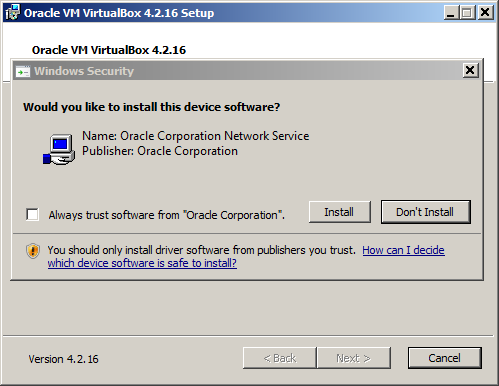 Oracle VM VirtualBox 4.2.16 Setup
Oracle VM VirtualBox 4.2.16
Windows Security
Would you like to install this device software?
Name: Oracle Corporation Network Service
Publisher: Oracle Corporation
Always trust software from "Oracle Corporation".
Install
Don't Install
You should only install driver software from publishers you trust. How can I decide
which device software is safe to install?
Version 4.2.16
< Back
Next >
Cancel